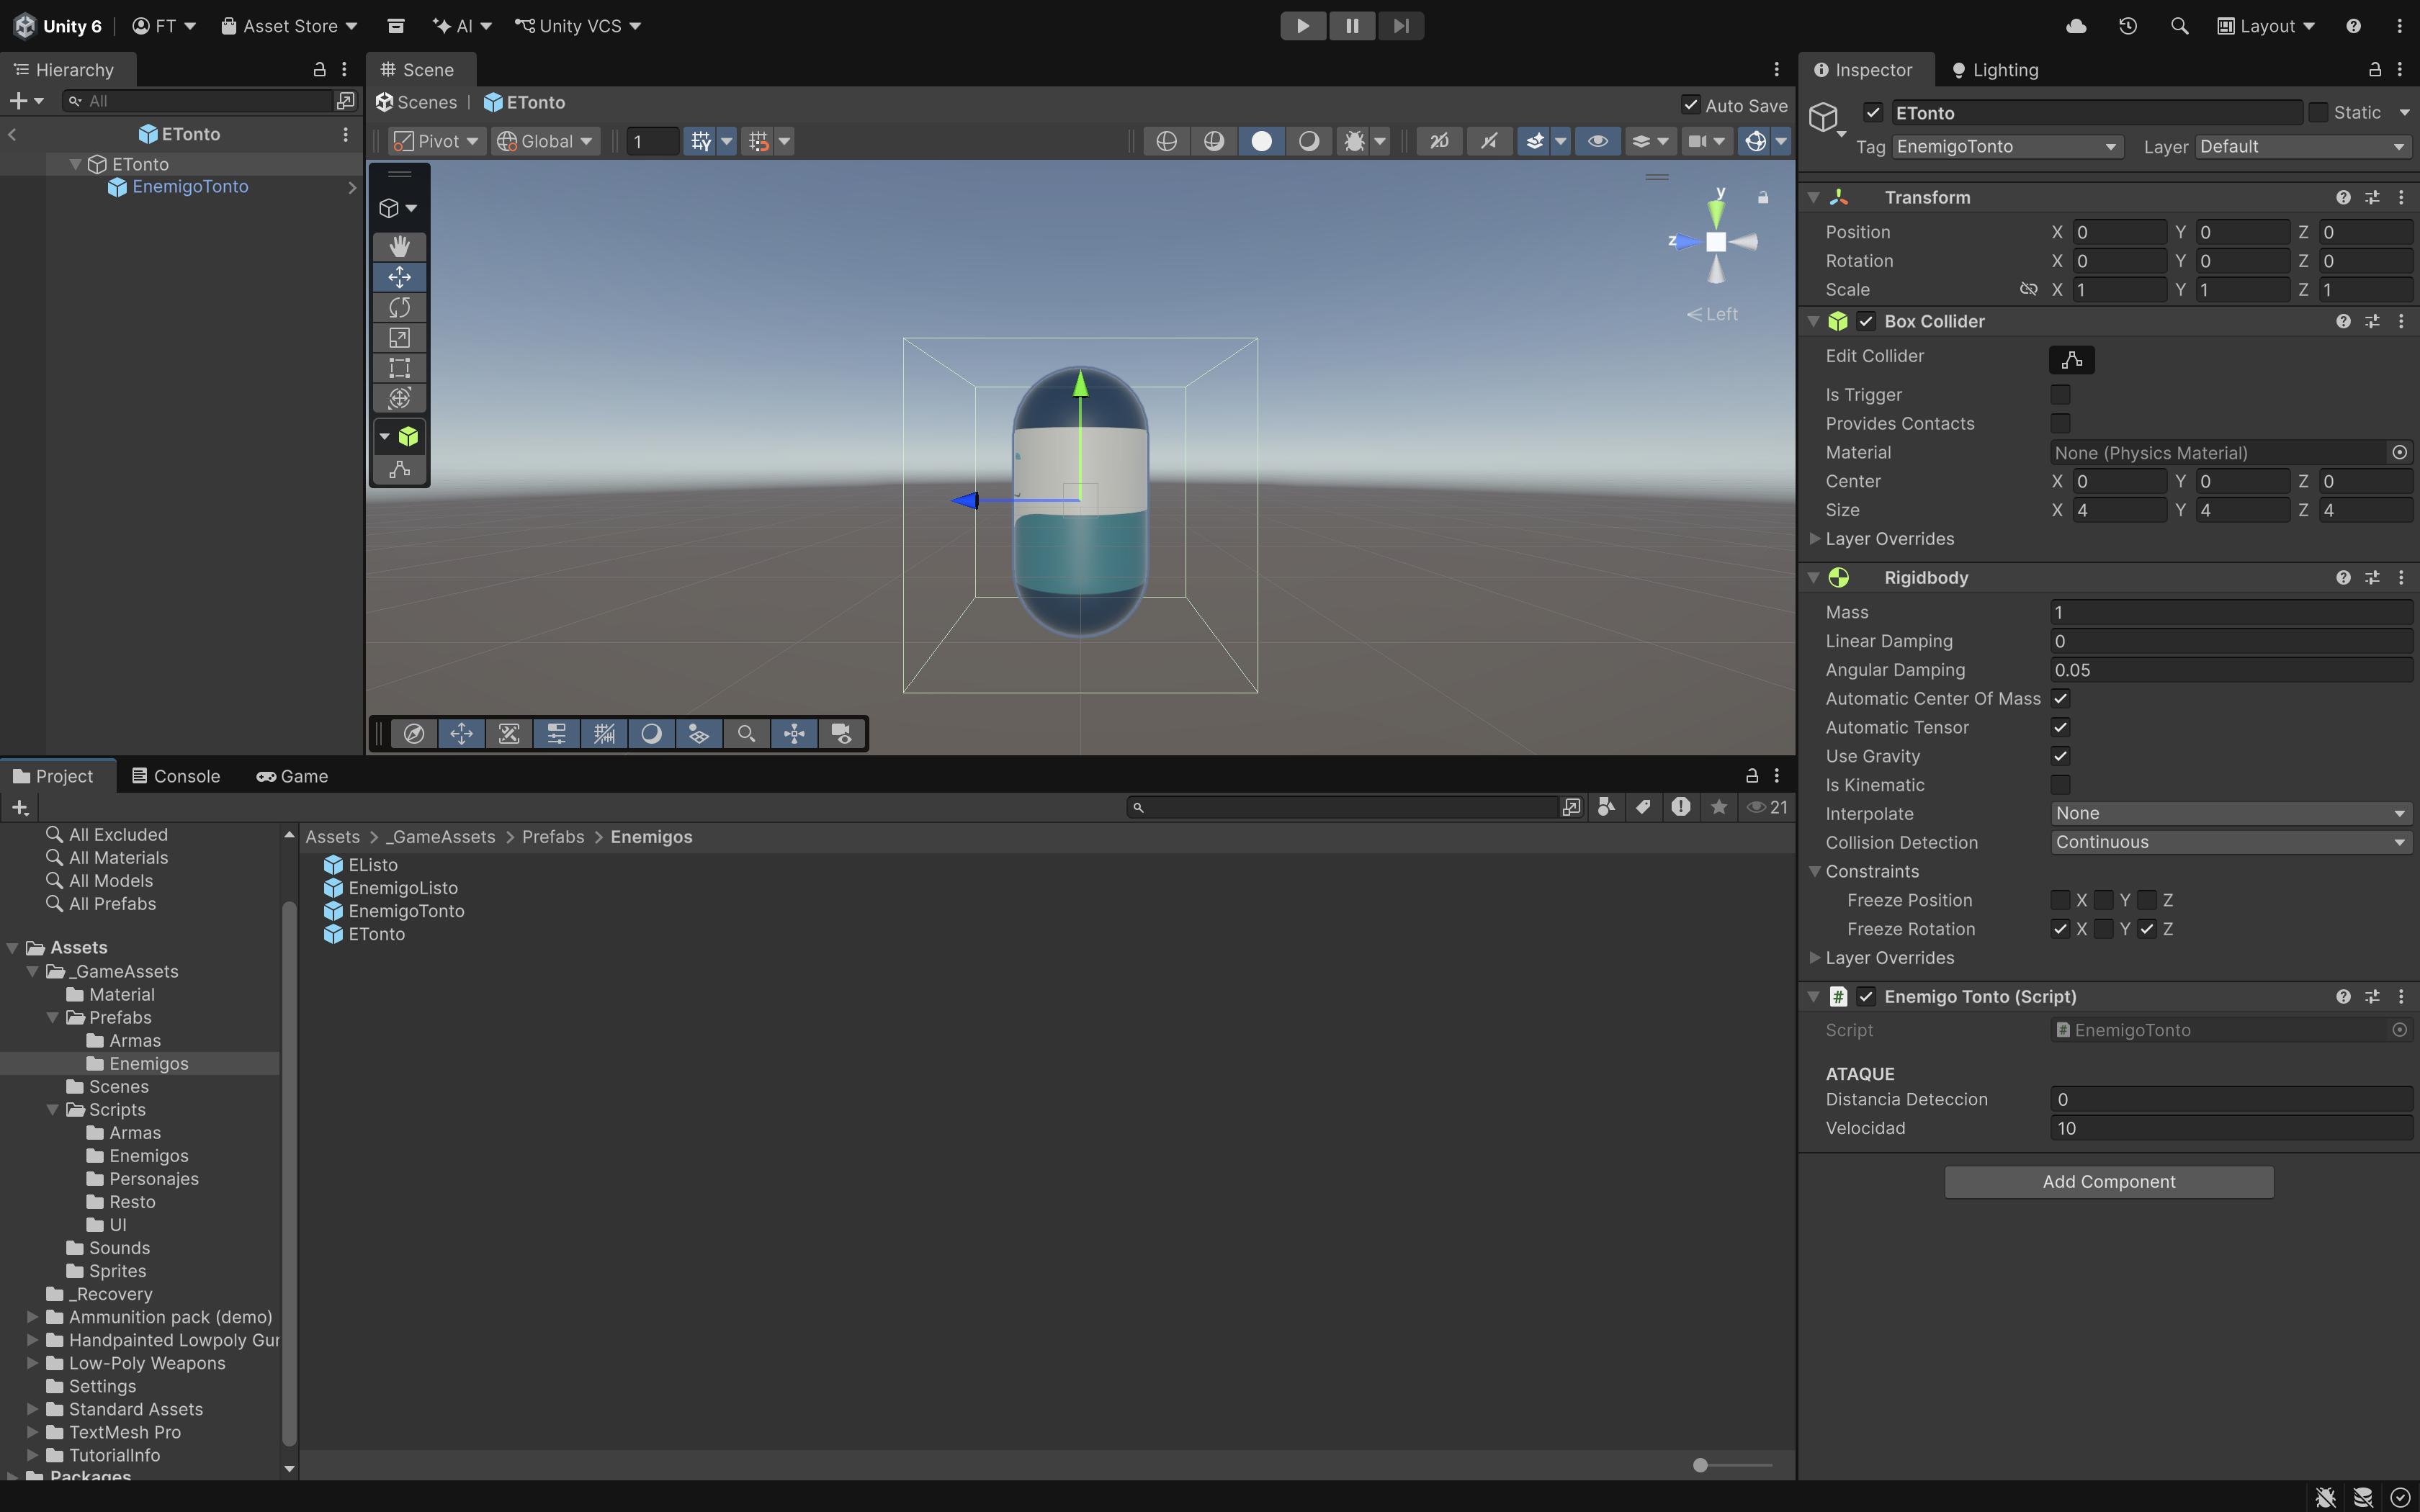 Unity 6 FT Asset Store AI Unity VCS Layout
Hierarchy
All
ETonto
ETonto
EnemigoTonto
Scene
Scenes ETonto Auto Save
Pivot Global 1 2D
y
z
Left
Inspector Lighting
ETonto Static
Tag EnemigoTonto Layer Default
Transform
Position X 0 Y 0 Z 0
Rotation X 0 Y 0 Z 0
Scale X 1 Y 1 Z 1
Box Collider
Edit Collider
Is Trigger
Provides Contacts
Material None (Physics Material)
Center X 0 Y 0 Z 0
Size X 4 Y 4 Z 4
Layer Overrides
Rigidbody
Mass 1
Linear Damping 0
Angular Damping 0.05
Automatic Center Of Mass
Automatic Tensor
Use Gravity
Is Kinematic
Interpolate None
Collision Detection Continuous
Constraints
Freeze Position X Y Z
Freeze Rotation X Y Z
Layer Overrides
Enemigo Tonto (Script)
Script EnemigoTonto
ATAQUE
Distancia Deteccion 0
Velocidad 10
Add Component
Project Console Game
21
All Excluded
All Materials
All Models
All Prefabs
Assets
_GameAssets
Material
Prefabs
Armas
Enemigos
Scenes
Scripts
Armas
Enemigos
Personajes
Resto
UI
Sounds
Sprites
_Recovery
Ammunition pack (demo)
Handpainted Lowpoly Gur
Low-Poly Weapons
Settings
Standard Assets
TextMesh Pro
TutorialInfo
Packages
Assets > _GameAssets > Prefabs > Enemigos
EListo
EnemigoListo
EnemigoTonto
ETonto